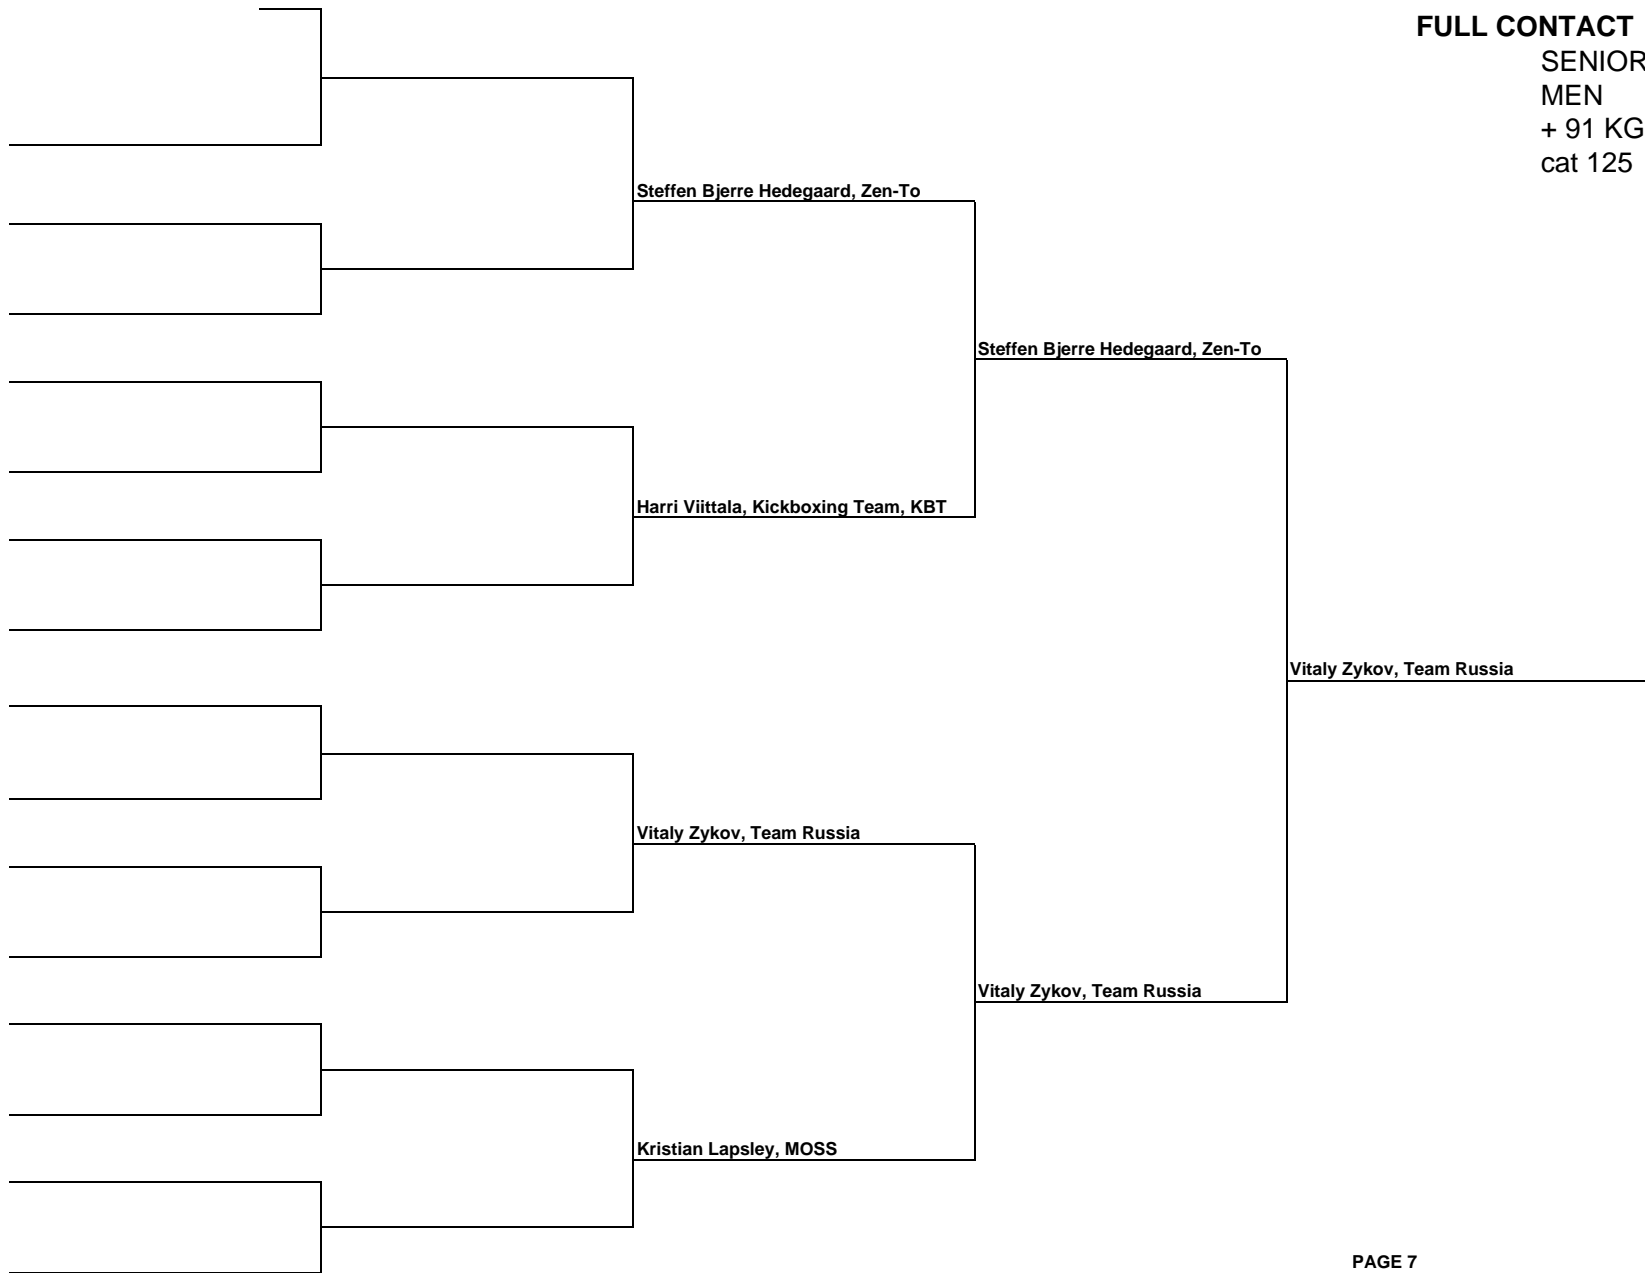 FULL CONTACT
SENIOR
MEN
+ 91 KG
cat 125
Steffen Bjerre Hedegaard, Zen-To
Steffen Bjerre Hedegaard, Zen-To
Harri Viittala, Kickboxing Team, KBT
Vitaly Zykov, Team Russia
Vitaly Zykov, Team Russia
Vitaly Zykov, Team Russia
Kristian Lapsley, MOSS
PAGE 7